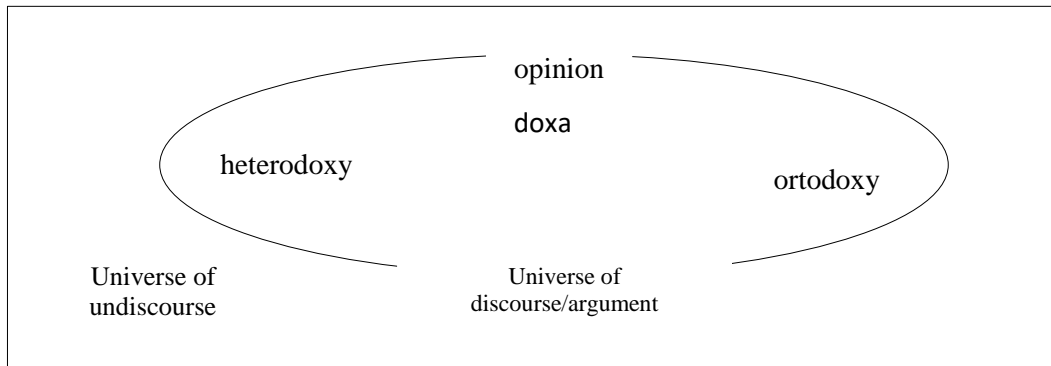 opinion
doxa
heterodoxy
ortodoxy
Universe of
undiscourse
Universe of
discourse/argument